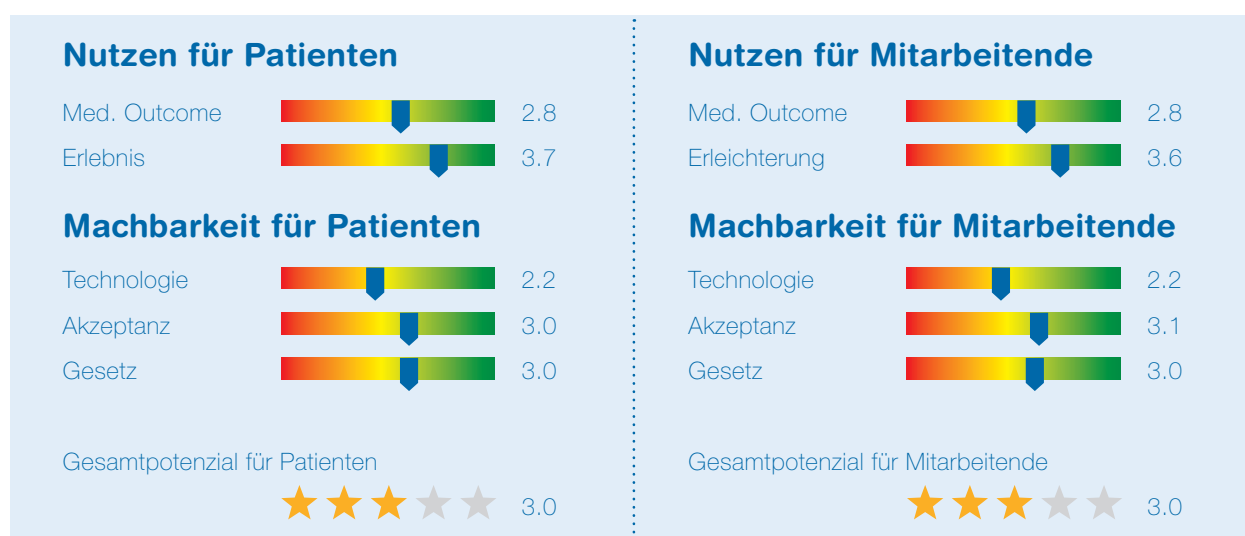 Nutzen für Patienten
Med. Outcome 2.8
Erlebnis 3.7
Machbarkeit für Patienten
Technologie 2.2
Akzeptanz 3.0
Gesetz 3.0
Gesamtpotenzial für Patienten
3.0
Nutzen für Mitarbeitende
Med. Outcome 2.8
Erleichterung 3.6
Machbarkeit für Mitarbeitende
Technologie 2.2
Akzeptanz 3.1
Gesetz 3.0
Gesamtpotenzial für Mitarbeitende
3.0